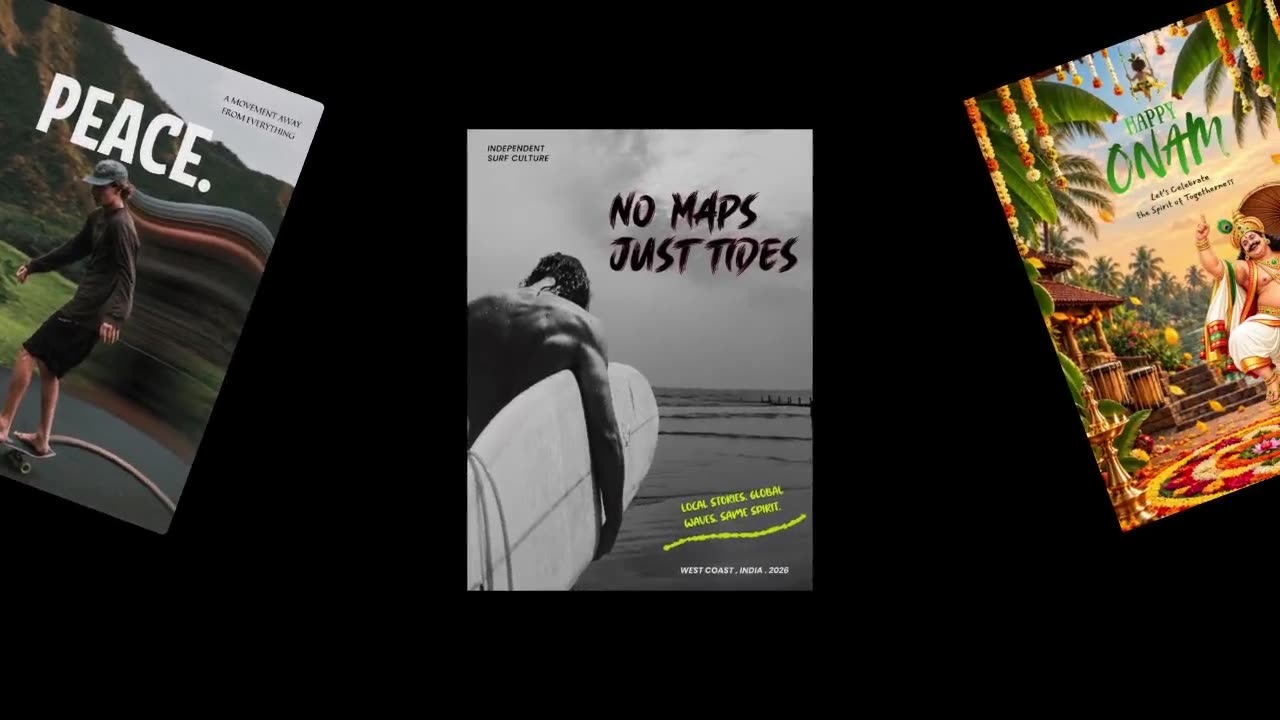 PEACE.
A MOVEMENT AWAY
FROM EVERYTHING
INDEPENDENT
SURF CULTURE
NO MAPS
JUST TIDES
LOCAL STORIES. GLOBAL
WAVES. SAME SPIRIT.
WEST COAST , INDIA . 2026
HAPPY
ONAM
Let's Celebrate
the Spirit of Togetherness